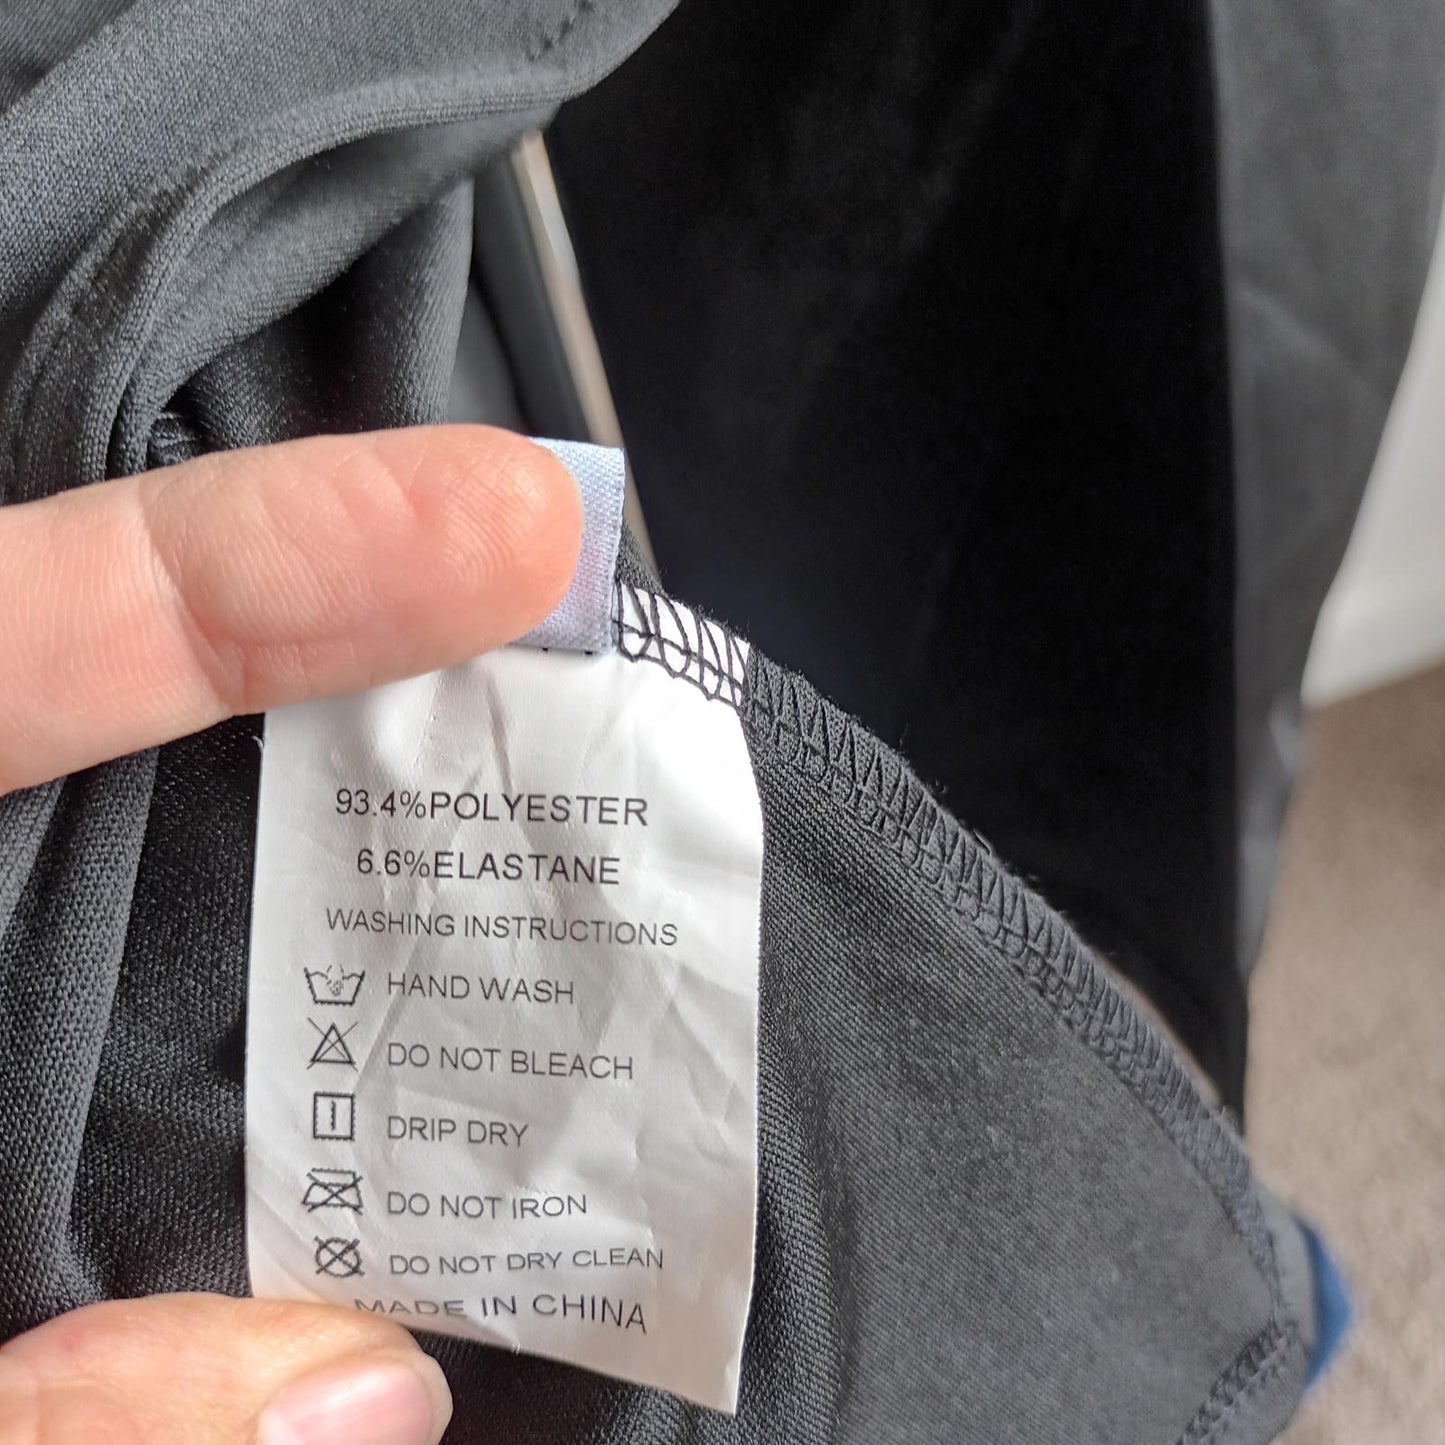 93.4%POLYESTER
6.6%ELASTANE
WASHING INSTRUCTIONS
HAND WASH
DO NOT BLEACH
DRIP DRY
DO NOT IRON
DO NOT DRY CLEAN
MADE IN CHINA